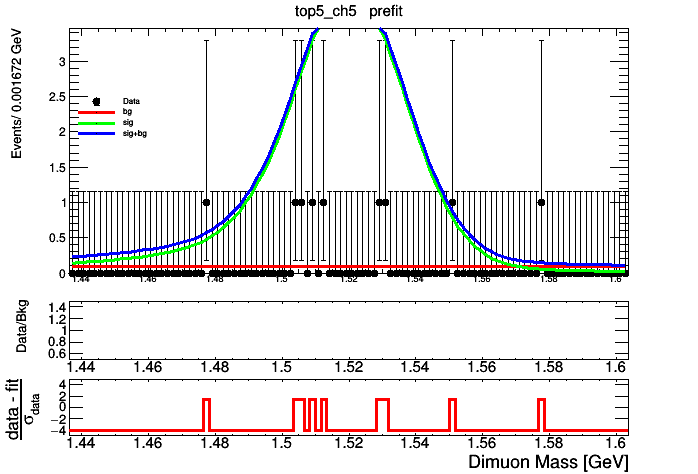 top5_ch5 prefit
Events/ 0.001672 GeV
3
2.5
2
1.5
1
0.5
0
Data
bg
sig
sig+bg
1.44 1.46 1.48 1.5 1.52 1.54 1.56 1.58 1.6
Data/Bkg
1.4
1.2
1
0.8
0.6
1.44 1.46 1.48 1.5 1.52 1.54 1.56 1.58 1.6
data - fit
σdata
4
2
0
−2
−4
1.44 1.46 1.48 1.5 1.52 1.54 1.56 1.58 1.6
Dimuon Mass [GeV]